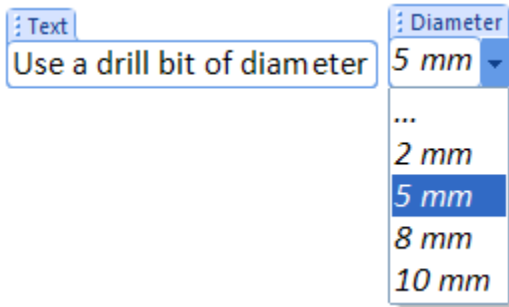 Text Diameter
Use a drill bit of diameter 5 mm
...
2 mm
5 mm
8 mm
10 mm